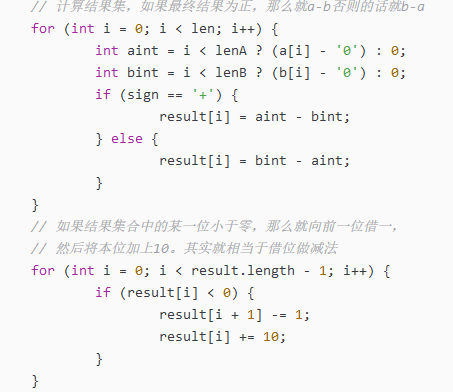 // 计算结果集，如果最终结果为正，那么就a-b否则的话就b-a
for (int i = 0; i < len; i++) {
int aint = i < lenA ? (a[i] - '0') : 0;
int bint = i < lenB ? (b[i] - '0') : 0;
if (sign == '+') {
result[i] = aint - bint;
} else {
result[i] = bint - aint;
}
}
// 如果结果集合中的某一位小于零，那么就向前一位借一，
// 然后将本位加上10。其实就相当于借位做减法
for (int i = 0; i < result.length - 1; i++) {
if (result[i] < 0) {
result[i + 1] -= 1;
result[i] += 10;
}
}